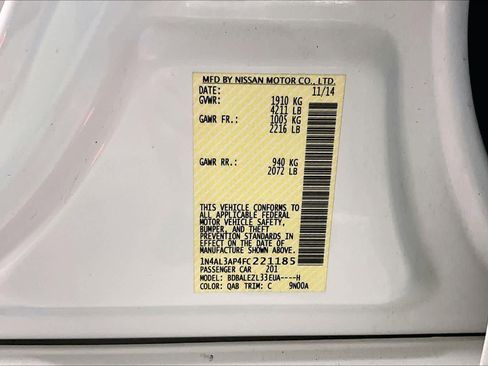 MFD BY NISSAN MOTOR CO., LTD.
DATE: 11/14
GVWR: 1910 KG
4211 LB
GAWR FR.: 1005 KG
2216 LB
GAWR RR.: 940 KG
2072 LB
THIS VEHICLE CONFORMS TO
ALL APPLICABLE FEDERAL
MOTOR VEHICLE SAFETY,
BUMPER, AND THEFT
PREVENTION STANDARDS IN
EFFECT ON THE DATE OF
MANUFACTURE SHOWN ABOVE.
1N4AL3AP4FC221185
PASSENGER CAR 201
MODEL: BDBALEZL33EUA----H
COLOR: QAB TRIM: C 9N00A